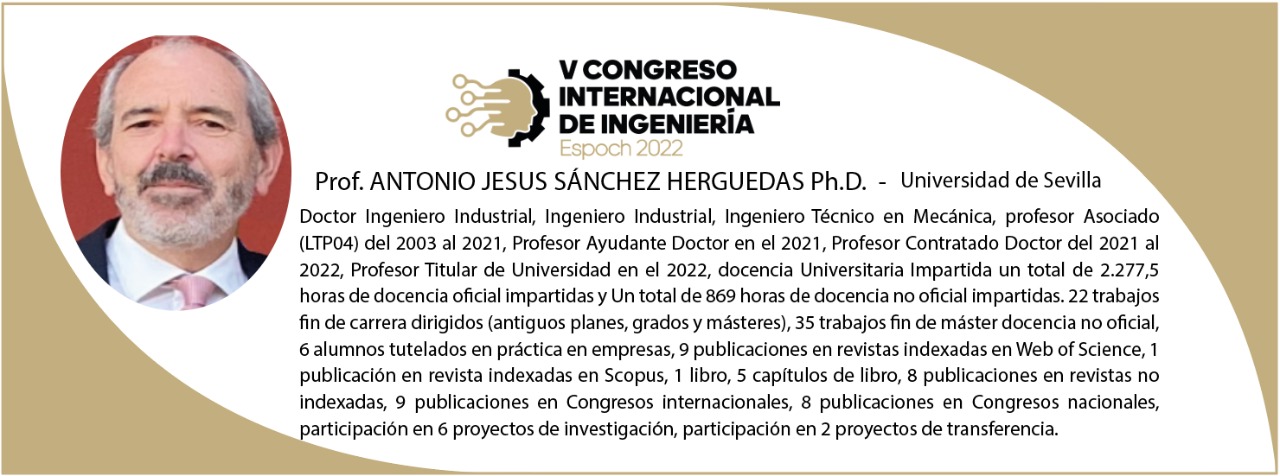 V CONGRESO
INTERNACIONAL
DE INGENIERÍA
Espoch 2022
Prof. ANTONIO JESUS SÁNCHEZ HERGUEDAS Ph.D. - Universidad de Sevilla
Doctor Ingeniero Industrial, Ingeniero Industrial, Ingeniero Técnico en Mecánica, profesor Asociado
(LTP04) del 2003 al 2021, Profesor Ayudante Doctor en el 2021, Profesor Contratado Doctor del 2021 al
2022, Profesor Titular de Universidad en el 2022, docencia Universitaria Impartida un total de 2.277,5
horas de docencia oficial impartidas y Un total de 869 horas de docencia no oficial impartidas. 22 trabajos
fin de carrera dirigidos (antiguos planes, grados y másteres), 35 trabajos fin de máster docencia no oficial,
6 alumnos tutelados en práctica en empresas, 9 publicaciones en revistas indexadas en Web of Science, 1
publicación en revista indexadas en Scopus, 1 libro, 5 capítulos de libro, 8 publicaciones en revistas no
indexadas, 9 publicaciones en Congresos internacionales, 8 publicaciones en Congresos nacionales,
participación en 6 proyectos de investigación, participación en 2 proyectos de transferencia.